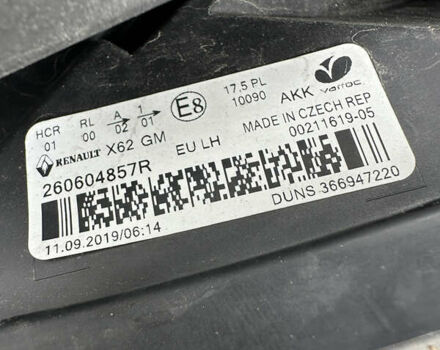 HCR RL A 1 E8 17.5 PL AKK varroc
01 00 02 01 10090 MADE IN CZECH REP
RENAULT X62 GM EU LH 00211619-05
260604857R
11.09.2019/06:14 DUNS.366947220